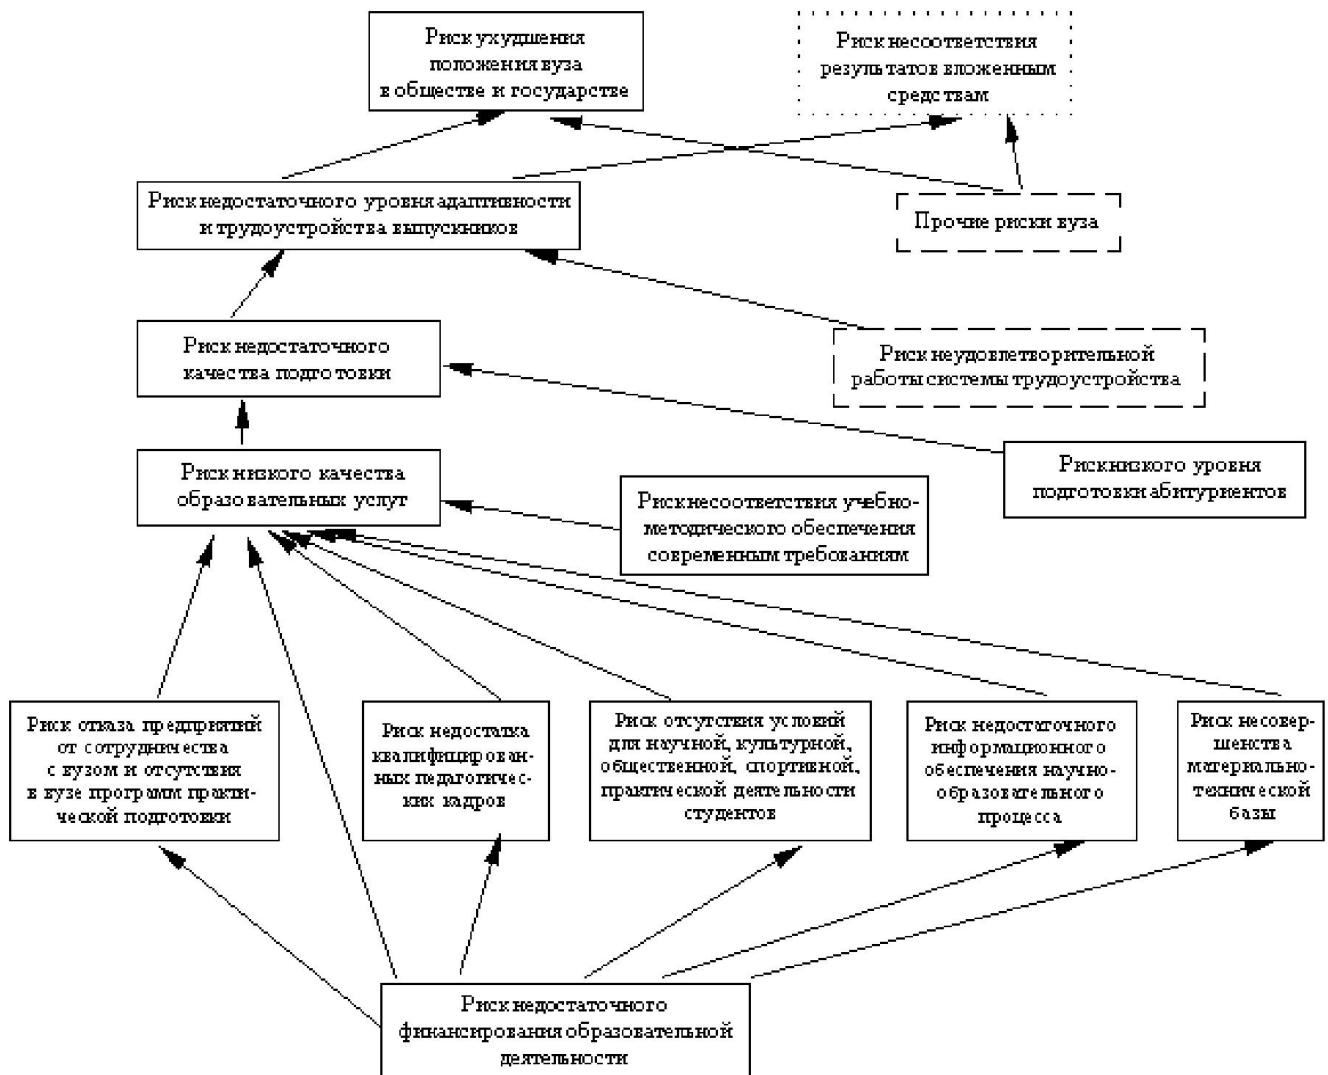 Риск ухудшения
положения вуза
в обществе и государстве
Риск несоответствия
результатов вложенным
средствам
Риск недостаточного уровня адаптивности
и трудоустройства выпускников
Прочие риски вуза
Риск недостаточного
качества подготовки
Риск неудовлетворительной
работы системы трудоустройства
Риск низкого качества
образовательных услуг
Риск низкого уровня
подготовки абитуриентов
Риск несоответствия учебно-
методического обеспечения
современным требованиям
Риск отказа предприятий
от сотрудничества
с вузом и отсутствия
в вузе программ практи-
ческой подготовки
Риск недостатка
квалифицирован-
ных педагогичес-
ких кадров
Риск отсутствия условий
для научной, культурной,
общественной, спортивной,
практической деятельности
студентов
Риск недостаточного
информационного
обеспечения научно-
образовательного
процесса
Риск несовер-
шенства
материально-
технической
базы
Риск недостаточного
финансирования образовательной
деятельности